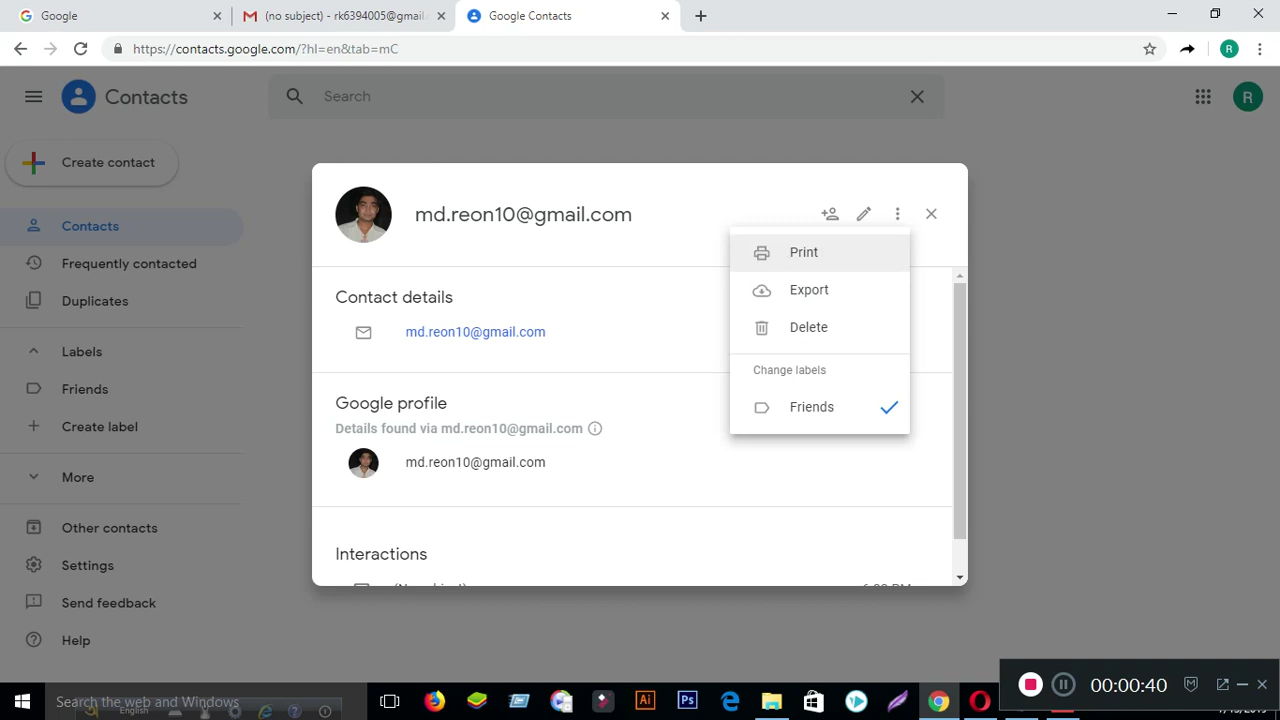 Google
(no subject) - rk6394005@gmail.
Google Contacts
https://contacts.google.com/?hl=en&tab=mC
R
Contacts
Search
R
Create contact
md.reon10@gmail.com
Contacts
Print
Frequently contacted
Export
Contact details
Duplicates
Delete
md.reon10@gmail.com
Labels
Change labels
Friends
Google profile
Friends
Details found via md.reon10@gmail.com
Create label
md.reon10@gmail.com
More
Other contacts
Interactions
Settings
Send feedback
Help
00:00:40
Search the web and Windows
English
Ai
Ps